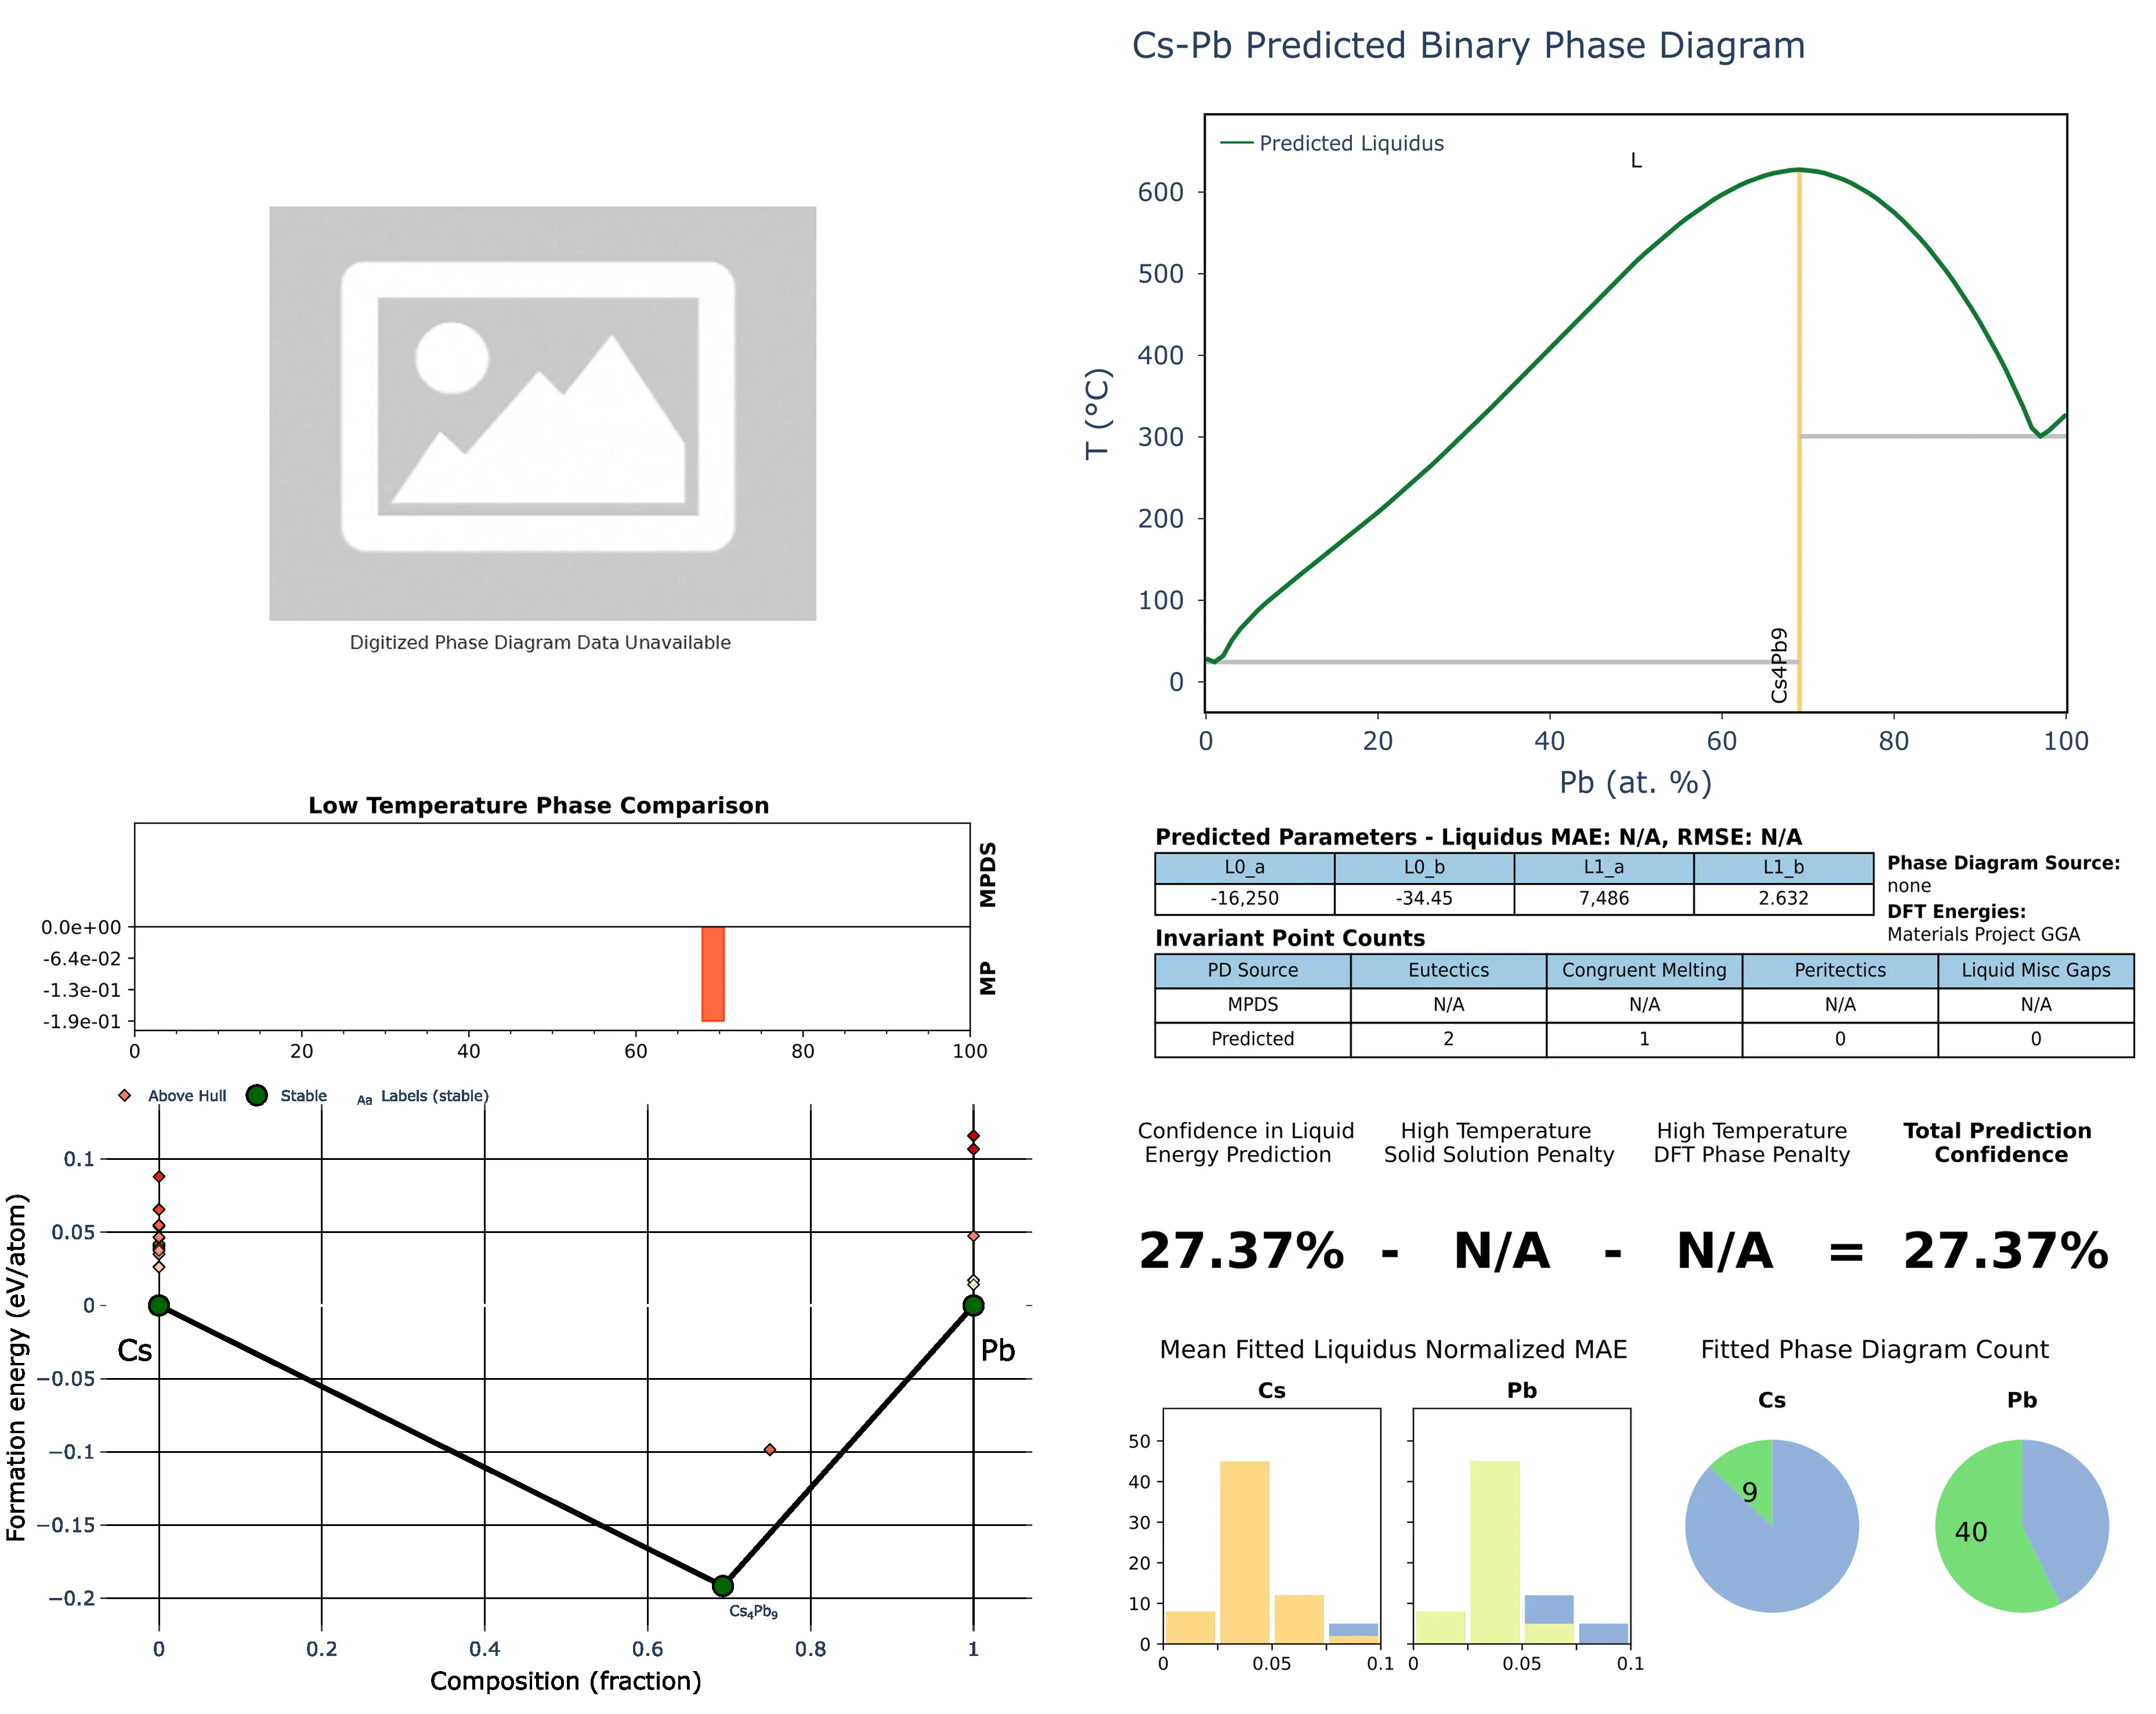 Cs-Pb Predicted Binary Phase Diagram
Digitized Phase Diagram Data Unavailable
Predicted Liquidus
L
T (°C)
600
500
400
300
200
100
0
Cs4Pb9
0 20 40 60 80 100
Pb (at. %)
Low Temperature Phase Comparison
MPDS
MP
0.0e+00
-6.4e-02
-1.3e-01
-1.9e-01
0 20 40 60 80 100
Predicted Parameters - Liquidus MAE: N/A, RMSE: N/A
L0_a L0_b L1_a L1_b
-16,250 -34.45 7,486 2.632
Phase Diagram Source:
none
DFT Energies:
Materials Project GGA
Invariant Point Counts
PD Source Eutectics Congruent Melting Peritectics Liquid Misc Gaps
MPDS N/A N/A N/A N/A
Predicted 2 1 0 0
Above Hull Stable Aa Labels (stable)
Formation energy (eV/atom)
0.1
0.05
0
−0.05
−0.1
−0.15
−0.2
Cs
Pb
Cs₄Pb₉
0 0.2 0.4 0.6 0.8 1
Composition (fraction)
Confidence in Liquid
Energy Prediction
High Temperature
Solid Solution Penalty
High Temperature
DFT Phase Penalty
Total Prediction
Confidence
27.37% - N/A - N/A = 27.37%
Mean Fitted Liquidus Normalized MAE
Cs
Pb
50
40
30
20
10
0
0 0.05 0.1
0 0.05 0.1
Fitted Phase Diagram Count
Cs
Pb
9
40